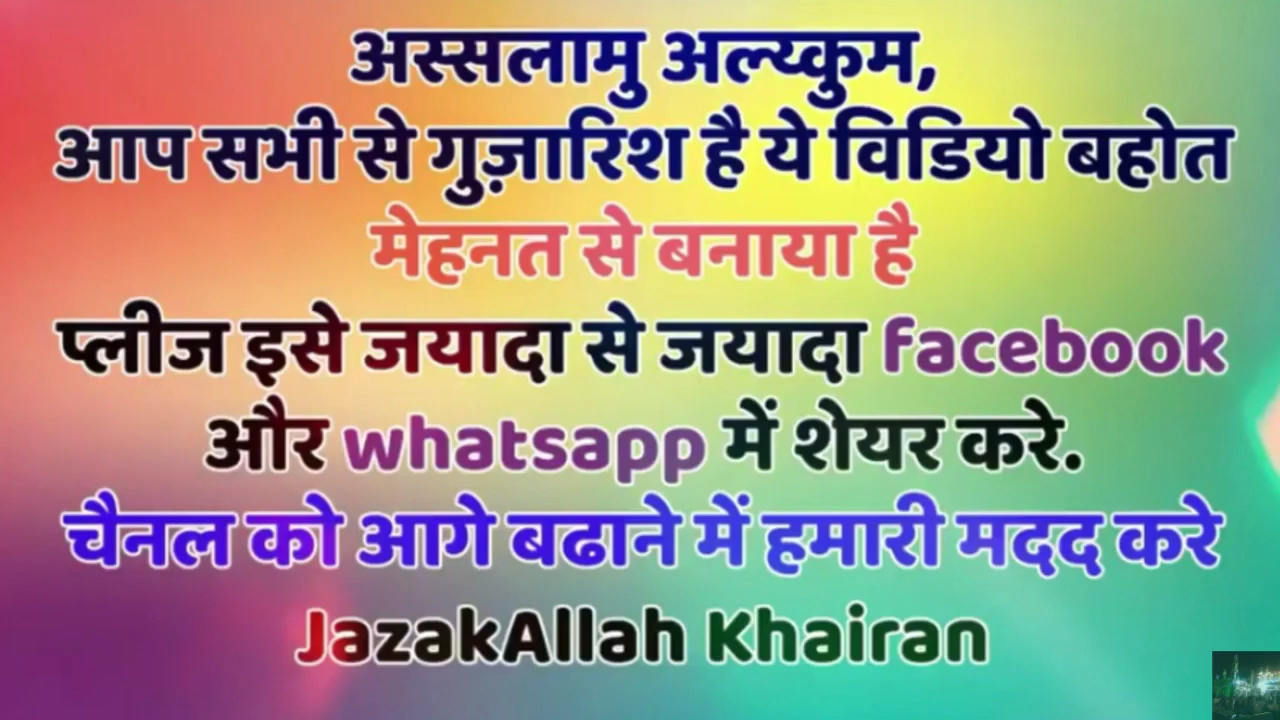 अस्सलामु अल्य्कुम,
आप सभी से गुज़ारिश है ये विडियो बहोत
मेहनत से बनाया है
प्लीज इसे जयादा से जयादा facebook
और whatsapp में शेयर करे.
चैनल को आगे बढाने में हमारी मदद करे
JazakAllah Khairan